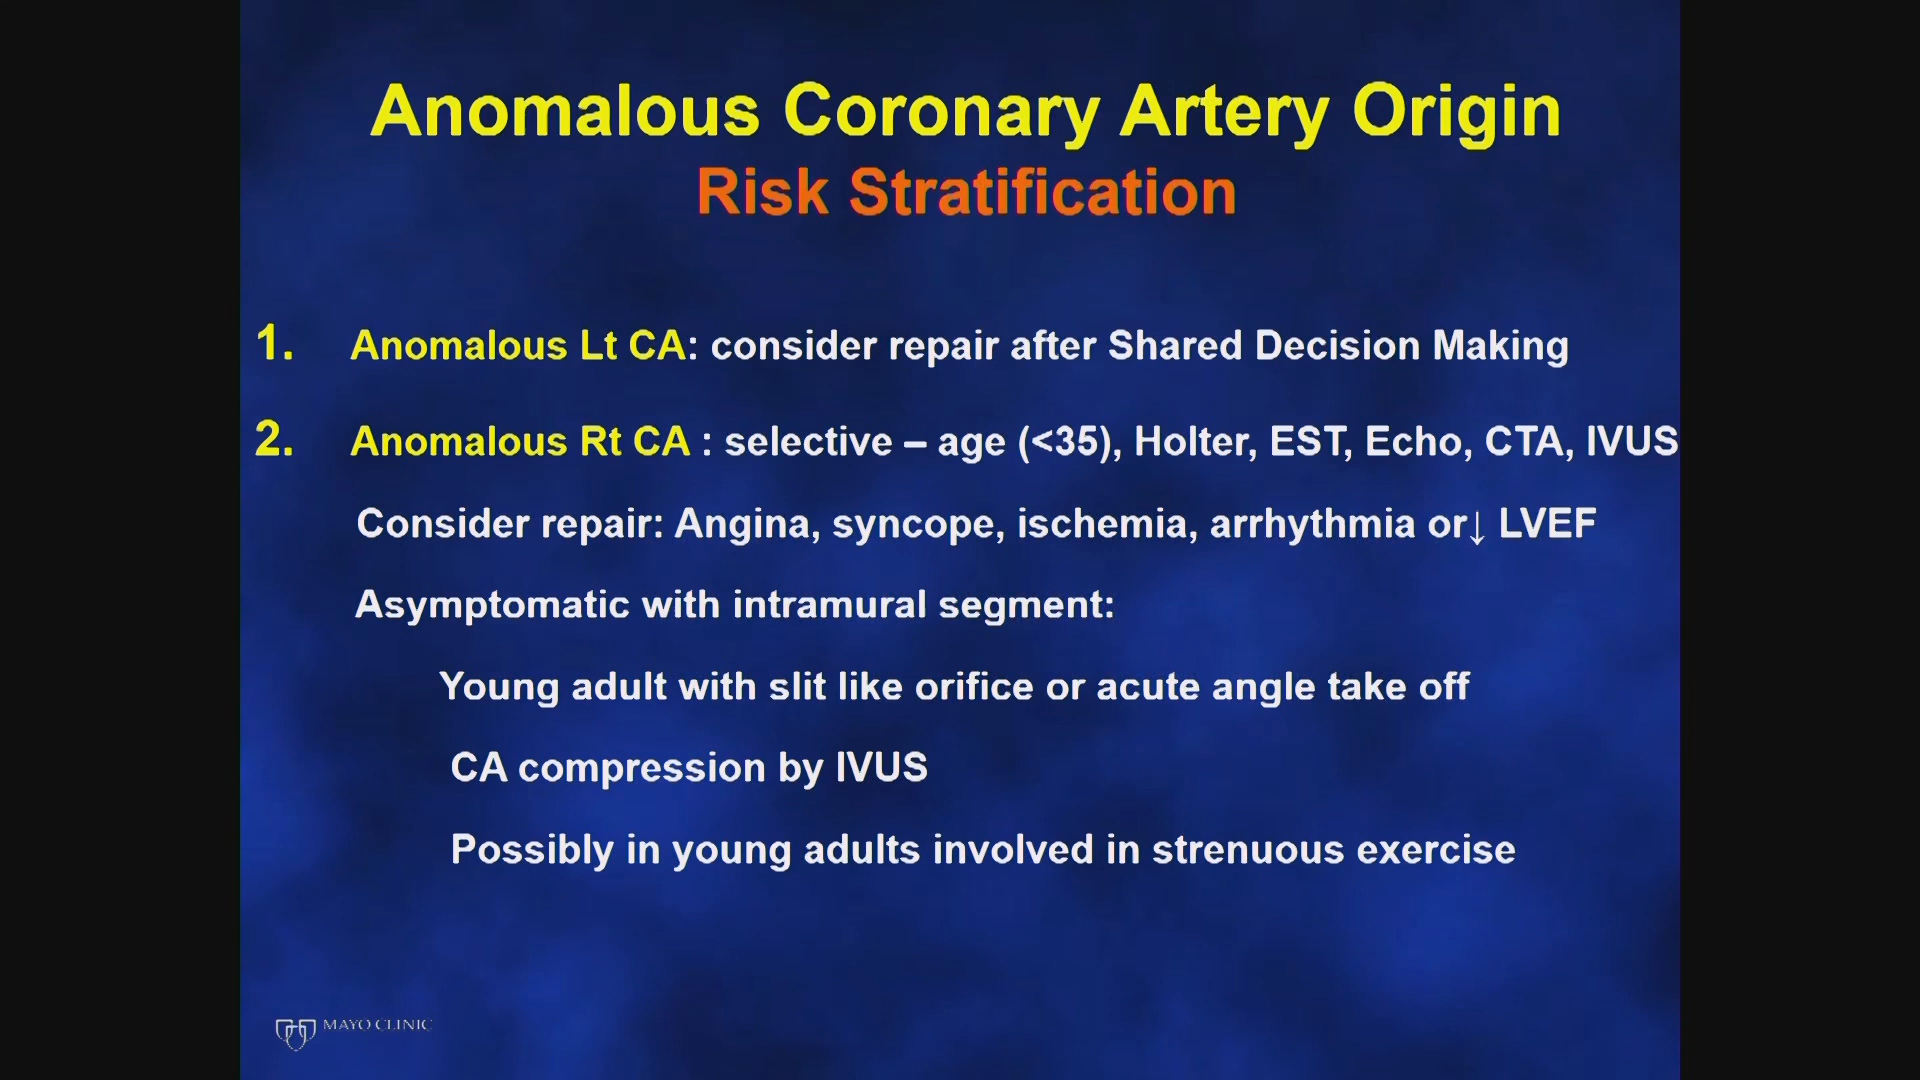 Anomalous Coronary Artery Origin
Risk Stratification
1. Anomalous Lt CA: consider repair after Shared Decision Making
2. Anomalous Rt CA : selective – age (<35), Holter, EST, Echo, CTA, IVUS
Consider repair: Angina, syncope, ischemia, arrhythmia or↓ LVEF
Asymptomatic with intramural segment:
Young adult with slit like orifice or acute angle take off
CA compression by IVUS
Possibly in young adults involved in strenuous exercise
MAYO CLINIC